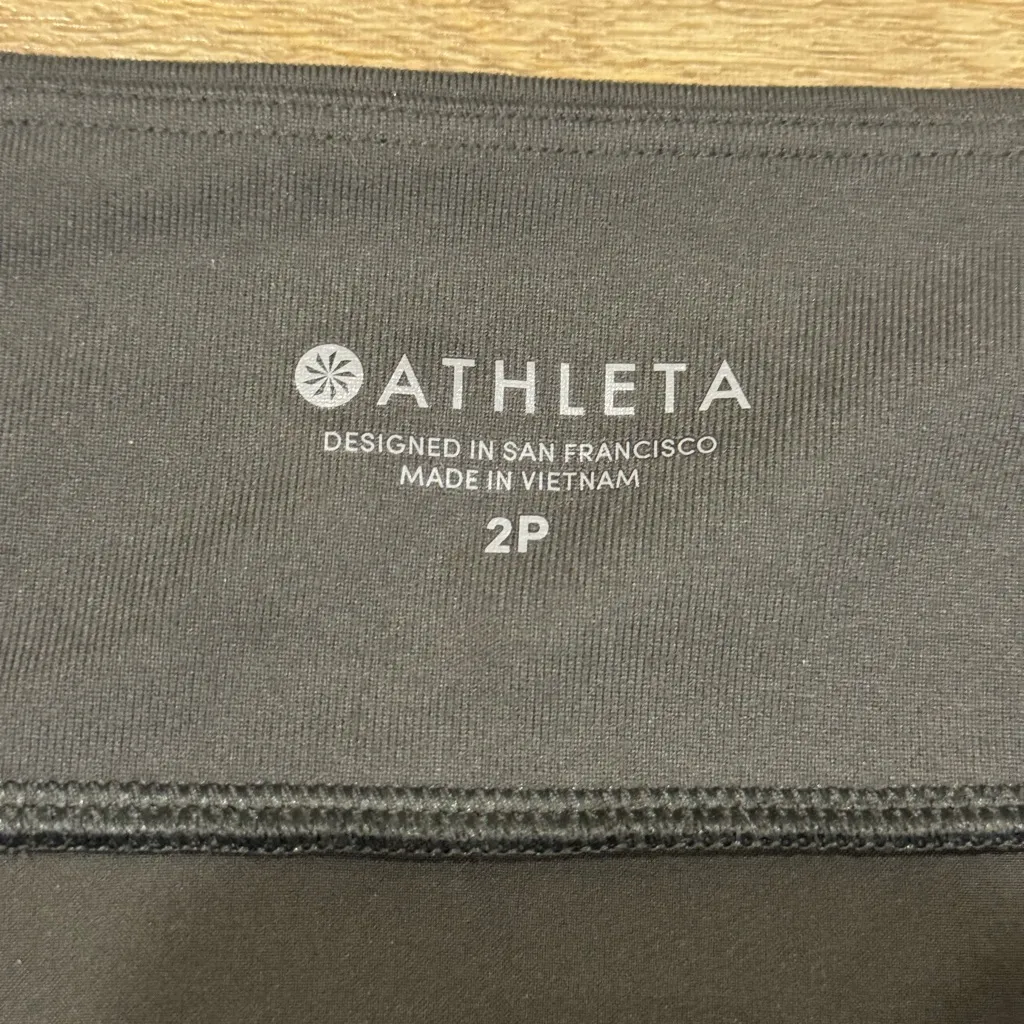 ATHLETA
DESIGNED IN SAN FRANCISCO
MADE IN VIETNAM
2P